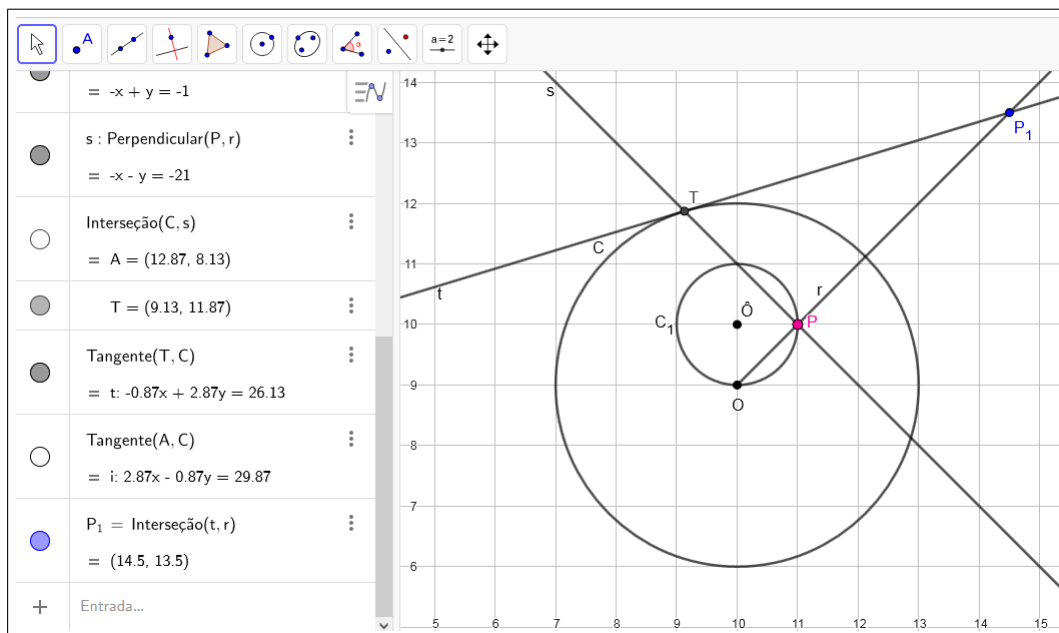 A
α
a=2
= -x + y = -1
s : Perpendicular(P, r)
= -x - y = -21
Interseção(C, s)
= A = (12.87, 8.13)
T = (9.13, 11.87)
Tangente(T, C)
= t: -0.87x + 2.87y = 26.13
Tangente(A, C)
= i: 2.87x - 0.87y = 29.87
P₁ = Interseção(t, r)
= (14.5, 13.5)
+ Entrada...
14
s
P₁
13
T
12
C
11
t
r
Ô
C₁
10
P
9
O
8
7
6
5 6 7 8 9 10 11 12 13 14 15